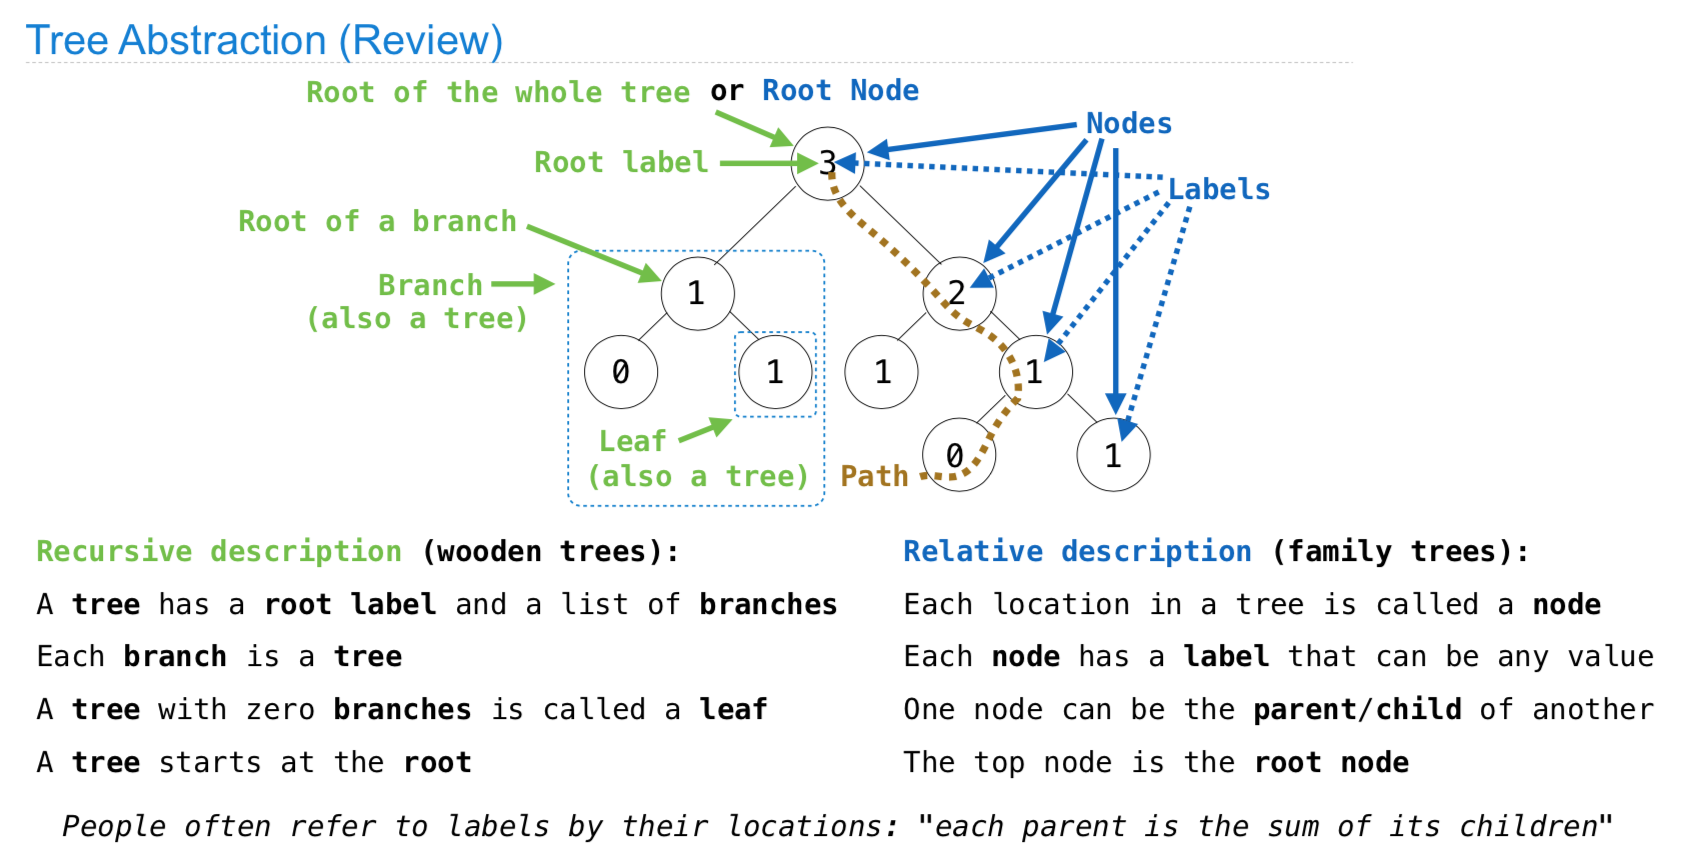 Tree Abstraction (Review)
Root of the whole tree or Root Node
Nodes
Root label
3
Labels
Root of a branch
Branch
(also a tree)
1
2
0
1
1
1
Leaf
(also a tree)
Path
0
1
Recursive description (wooden trees):
A tree has a root label and a list of branches
Each branch is a tree
A tree with zero branches is called a leaf
A tree starts at the root
Relative description (family trees):
Each location in a tree is called a node
Each node has a label that can be any value
One node can be the parent/child of another
The top node is the root node
People often refer to labels by their locations: "each parent is the sum of its children"